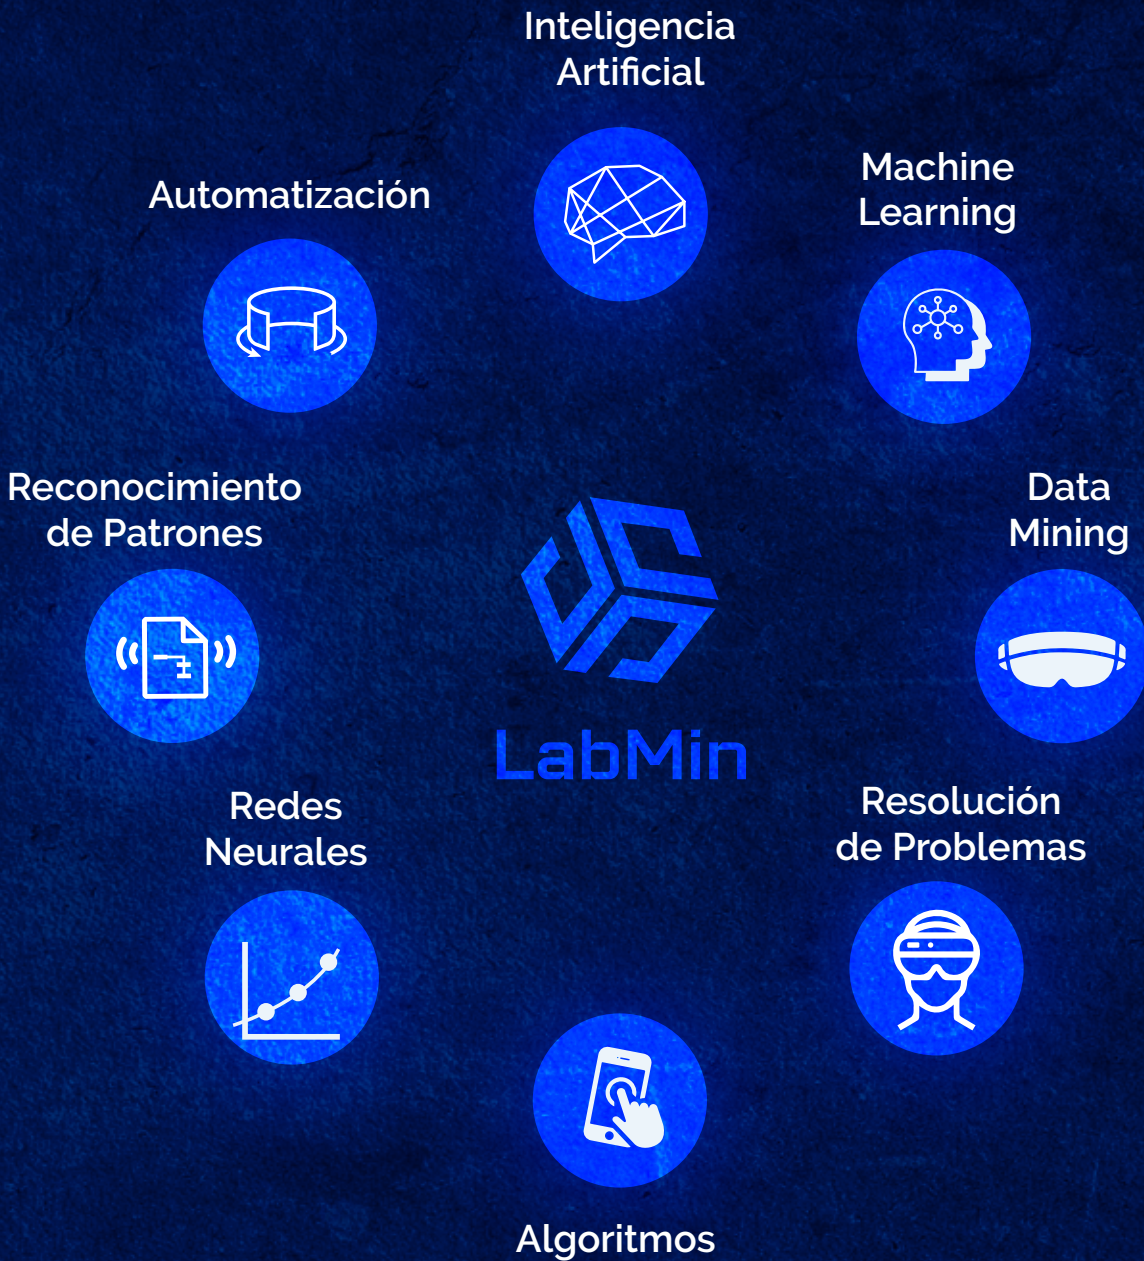 Inteligencia
Artificial
Machine
Learning
Automatización
Reconocimiento
de Patrones
Data
Mining
LabMin
Redes
Neurales
Resolución
de Problemas
Algoritmos